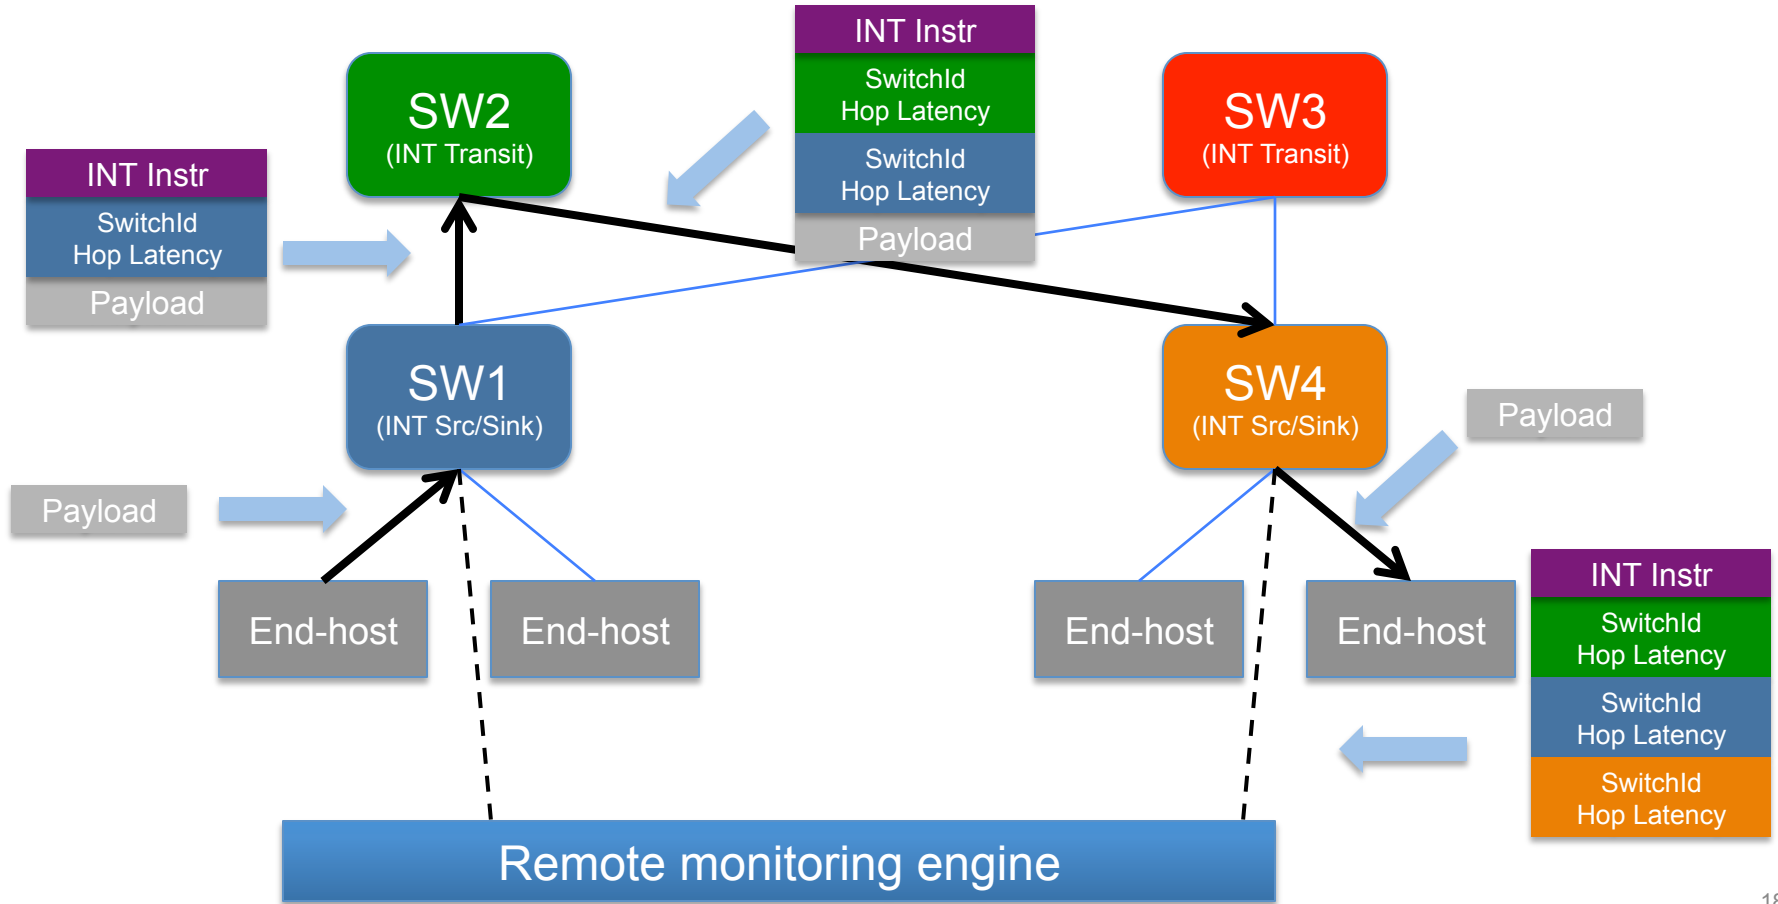 INT Instr
SwitchId
Hop Latency
SwitchId
Hop Latency
Payload
SW2
(INT Transit)
SW3
(INT Transit)
INT Instr
SwitchId
Hop Latency
Payload
SW1
(INT Src/Sink)
SW4
(INT Src/Sink)
Payload
Payload
End-host
End-host
End-host
End-host
INT Instr
SwitchId
Hop Latency
SwitchId
Hop Latency
SwitchId
Hop Latency
Remote monitoring engine
18